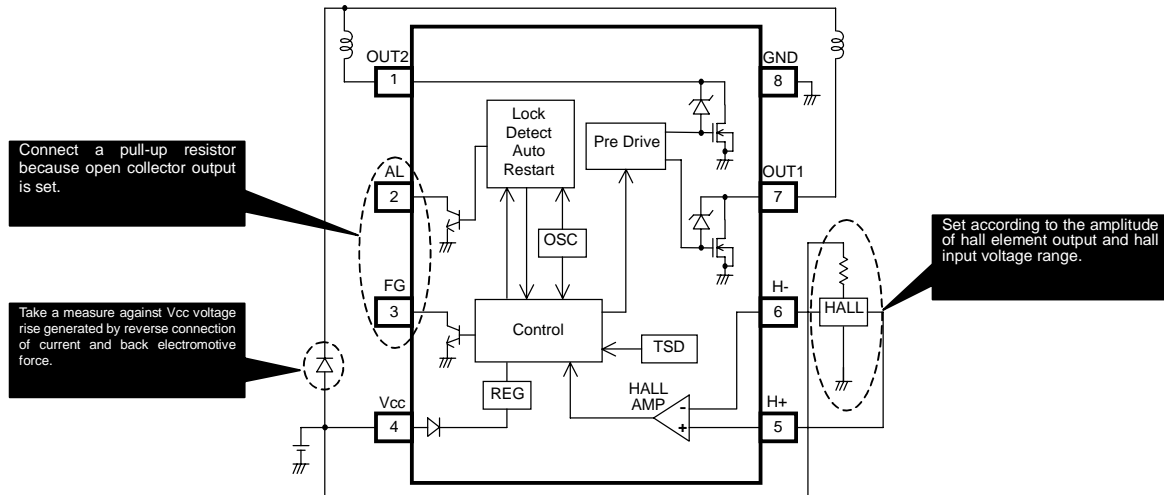 OUT2
1
GND
8
Lock
Detect
Auto
Restart
Pre Drive
Connect a pull-up resistor
because open collector output
is set.
AL
2
OUT1
7
Set according to the amplitude
of hall element output and hall
input voltage range.
OSC
FG
3
H-
6
HALL
Control
TSD
Take a measure against Vcc voltage
rise generated by reverse connection
of current and back electromotive
force.
REG
HALL
AMP
Vcc
4
-
+
H+
5